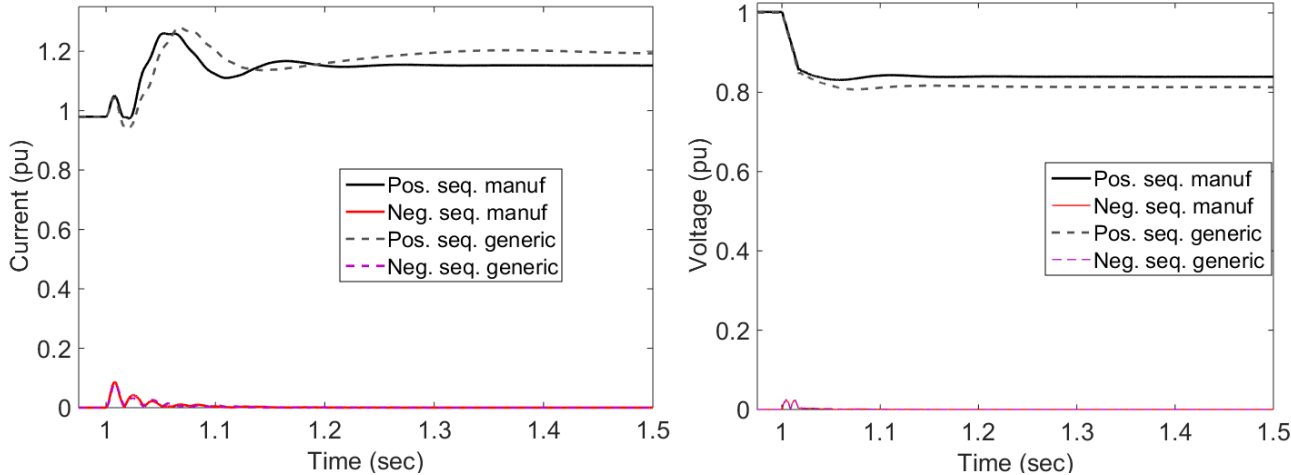 Current (pu)
1.2
1
0.8
0.6
0.4
0.2
0
Pos. seq. manuf
Neg. seq. manuf
Pos. seq. generic
Neg. seq. generic
1 1.1 1.2 1.3 1.4 1.5
Time (sec)
Voltage (pu)
1
0.8
0.6
0.4
0.2
0
Pos. seq. manuf
Neg. seq. manuf
Pos. seq. generic
Neg. seq. generic
1 1.1 1.2 1.3 1.4 1.5
Time (sec)